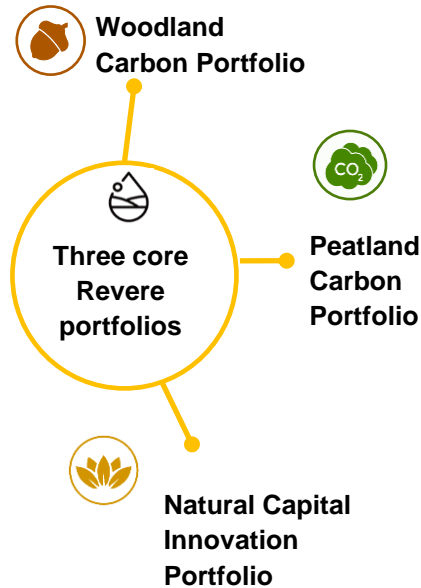 Woodland
Carbon Portfolio
CO2
Three core
Revere
portfolios
Peatland
Carbon
Portfolio
Natural Capital
Innovation
Portfolio